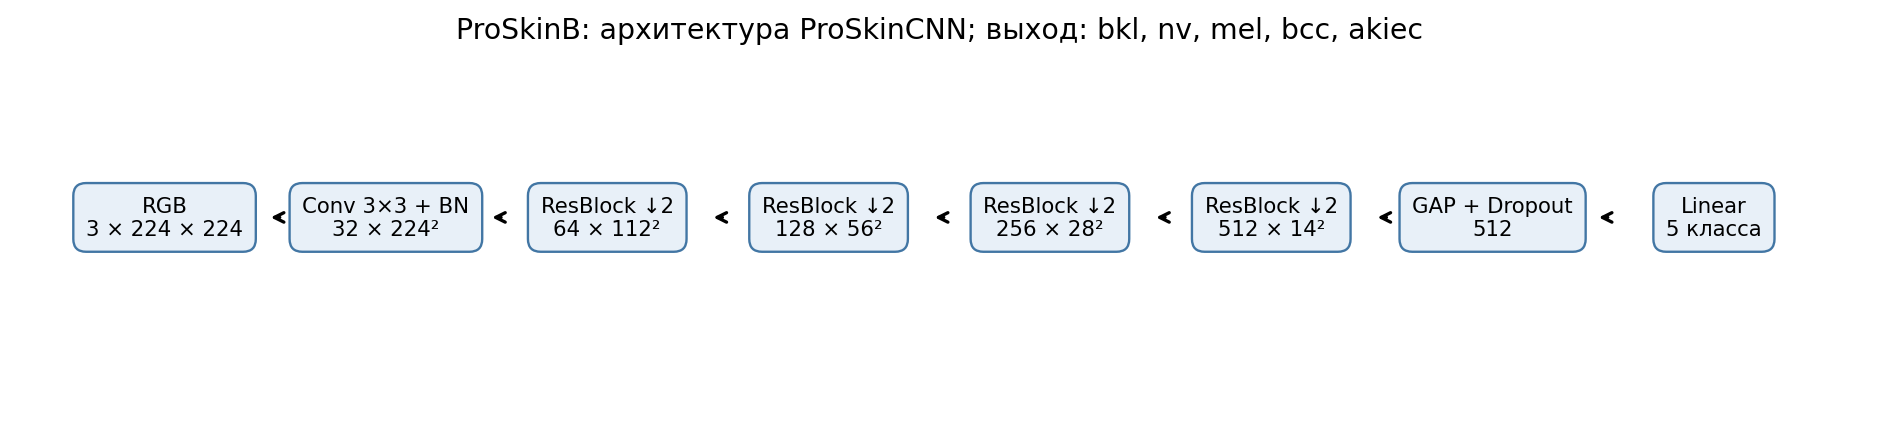 ProSkinB: архитектура ProSkinCNN; выход: bkl, nv, mel, bcc, akiec
RGB
3 × 224 × 224
Conv 3×3 + BN
32 × 224²
ResBlock ↓2
64 × 112²
ResBlock ↓2
128 × 56²
ResBlock ↓2
256 × 28²
ResBlock ↓2
512 × 14²
GAP + Dropout
512
Linear
5 класса